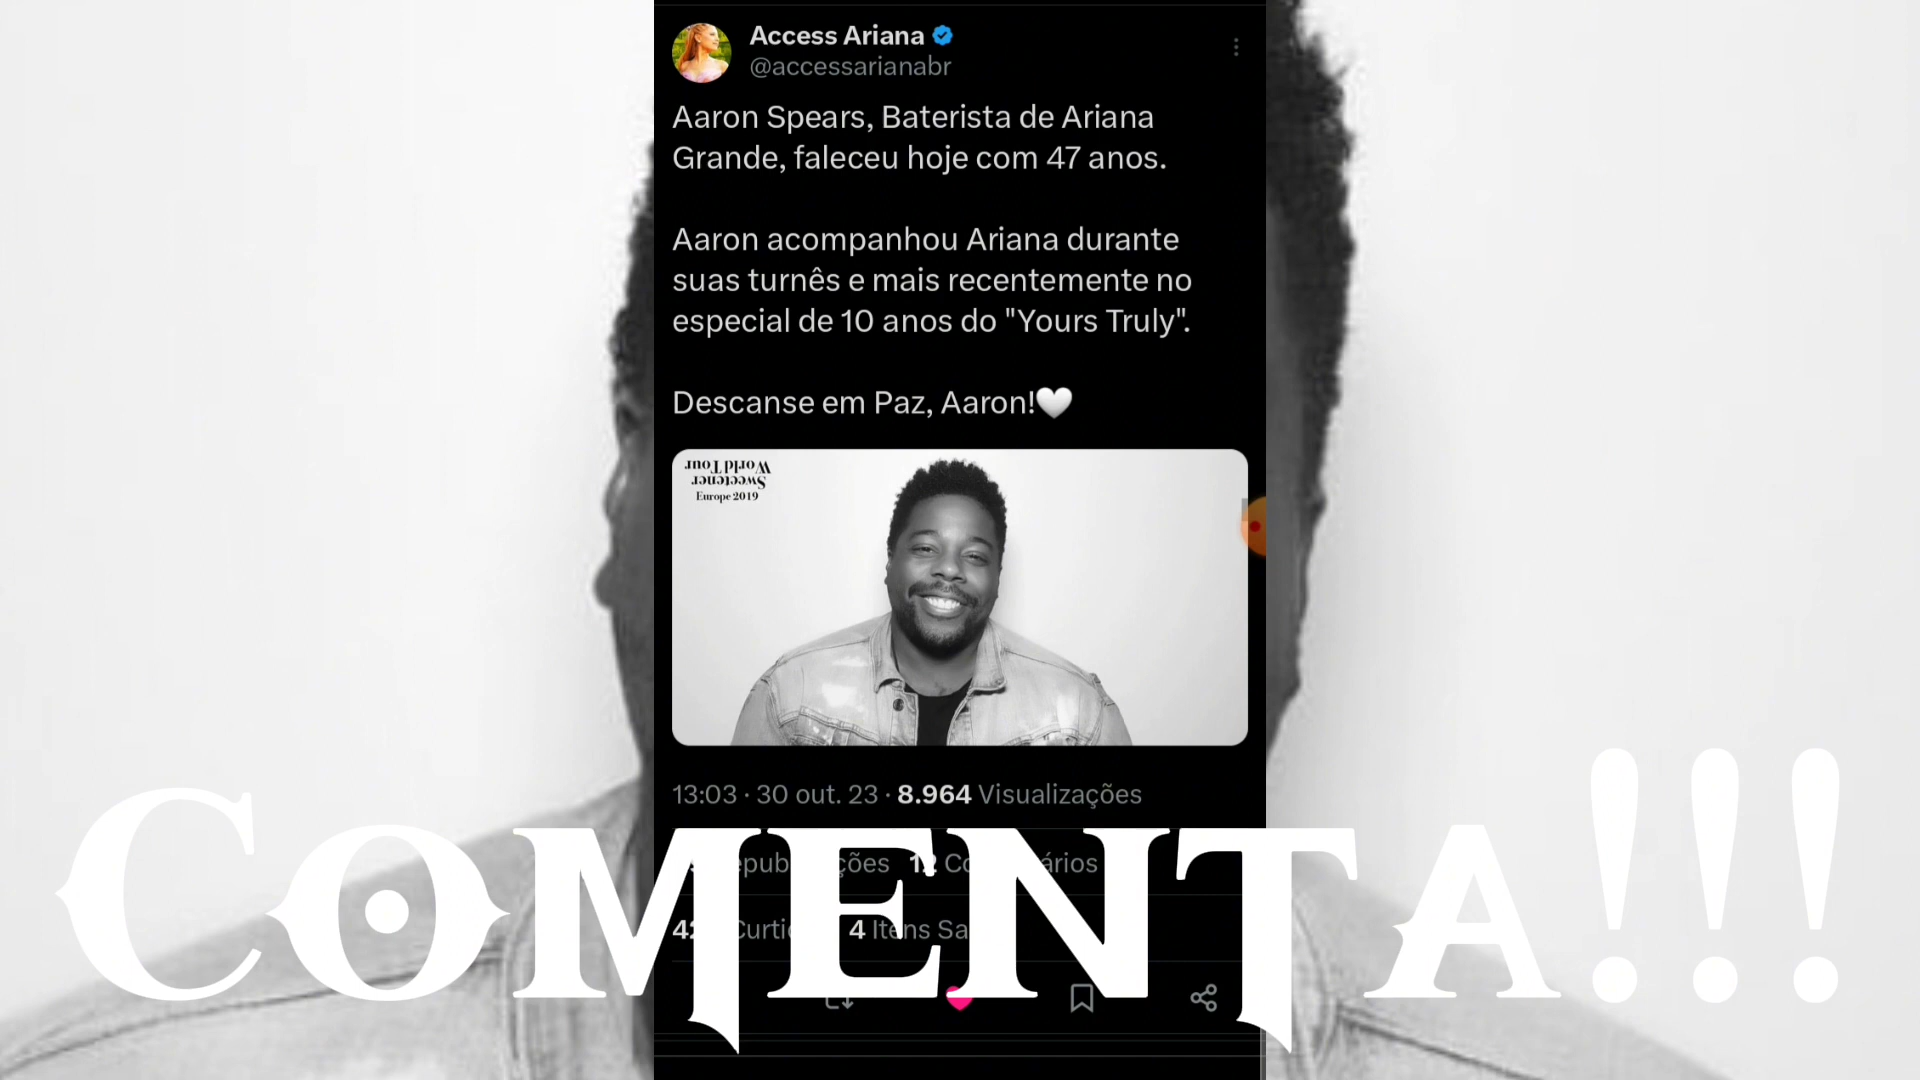 Access Ariana
@accessarianabr
Aaron Spears, Baterista de Ariana
Grande, faleceu hoje com 47 anos.
Aaron acompanhou Ariana durante
suas turnês e mais recentemente no
especial de 10 anos do "Yours Truly".
Descanse em Paz, Aaron!🤍
World Tour
Sweetener
Europe 2019
13:03 · 30 out. 23 · 8.964 Visualizações
4 Itens
COMENTA!!!